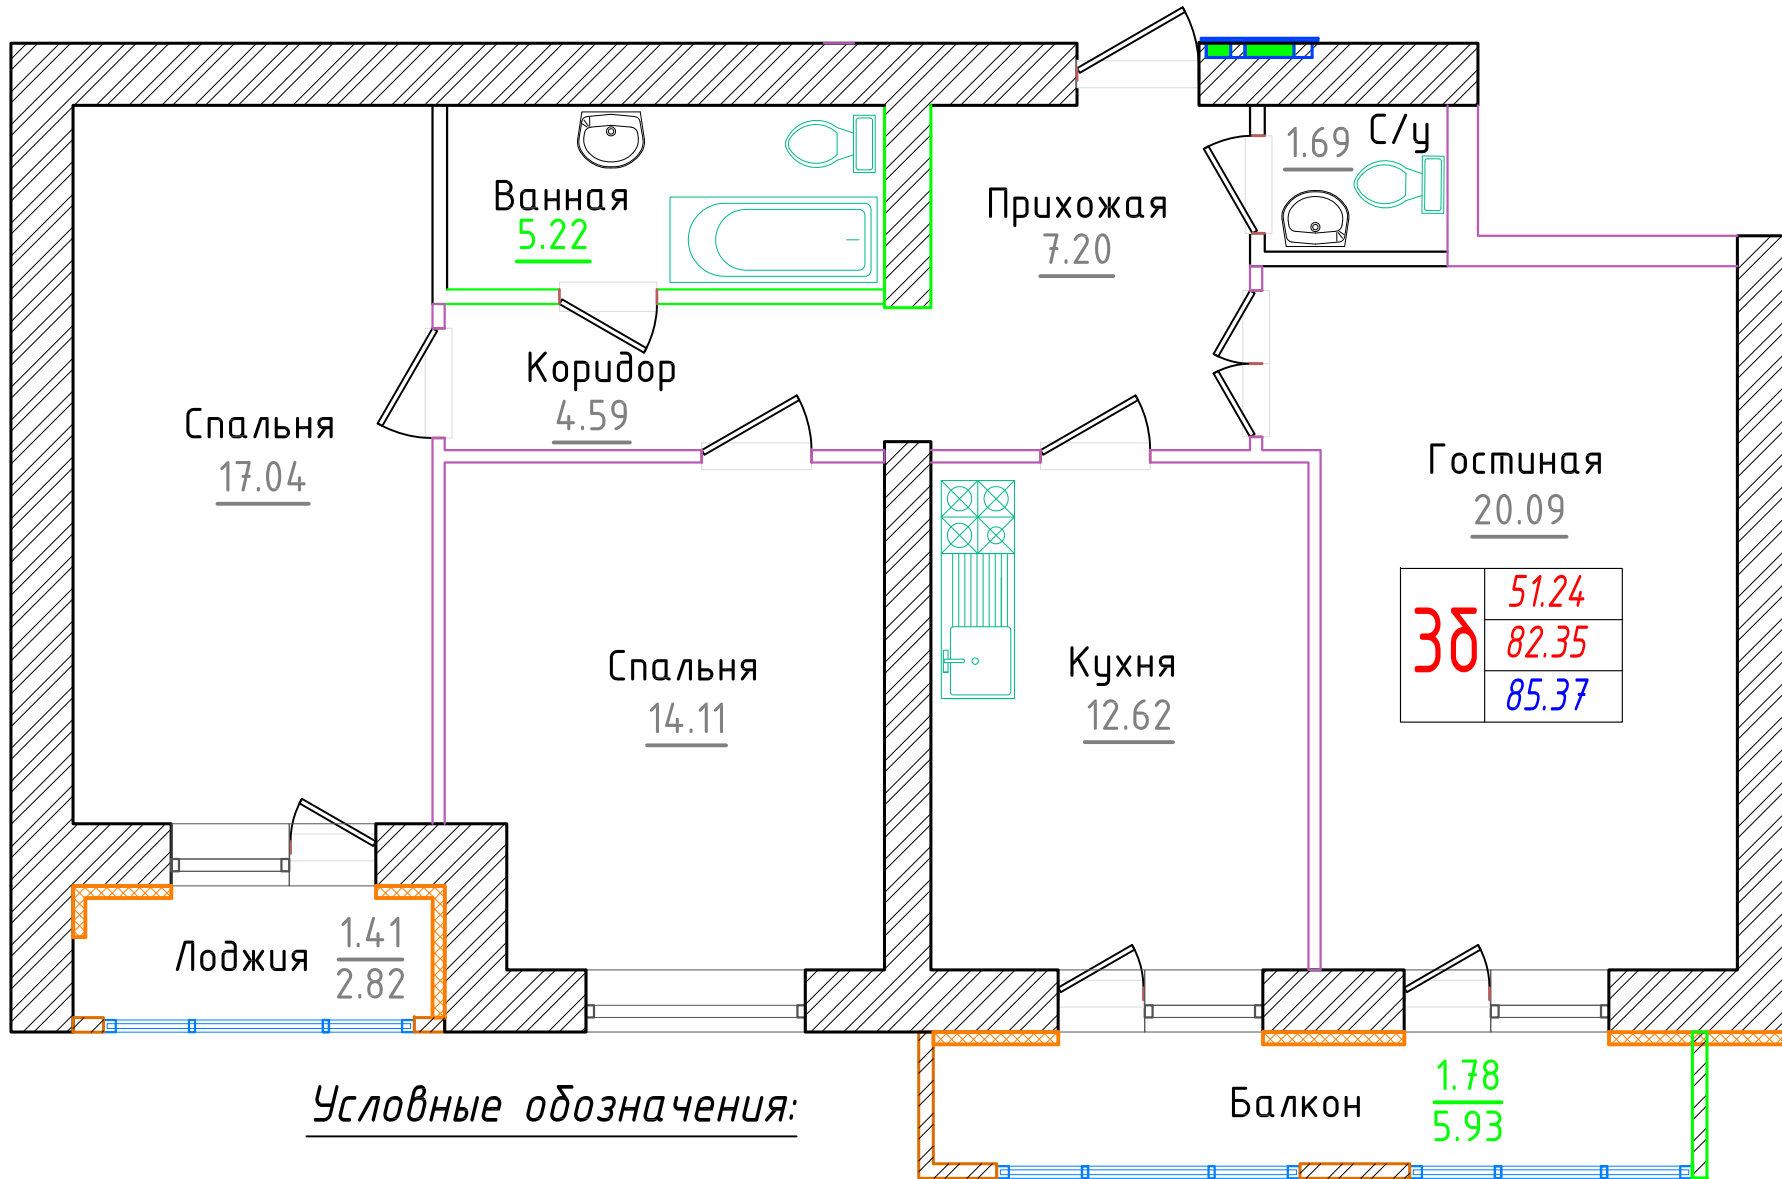 С/у
1.69
Ванная
5.22
Прихожая
7.20
Коридор
4.59
Спальня
17.04
Гостиная
20.09
3б
51.24
82.35
85.37
Спальня
14.11
Кухня
12.62
Лоджия
1.41
2.82
Балкон
1.78
5.93
Условные обозначения: